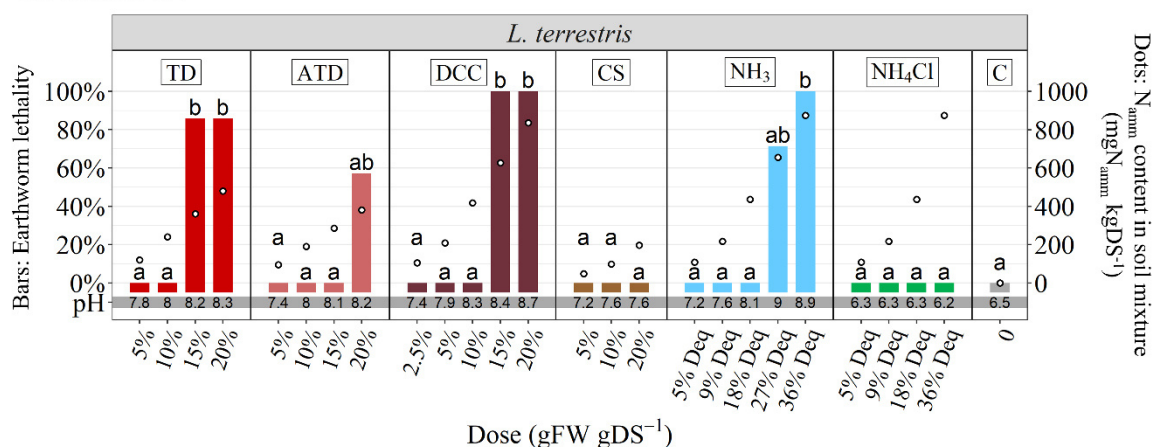 L. terrestris
TD ATD DCC CS NH₃ NH₄Cl C
Bars: Earthworm lethality
100%
80%
60%
40%
20%
0%
pH
b b ab b b ab b
a a a a
a a a a a a a a a a a a a a a a a
7.8 8 8.2 8.3 7.4 8 8.1 8.2 7.4 7.9 8.3 8.4 8.7 7.2 7.6 7.6 7.2 7.6 8.1 9 8.9 6.3 6.3 6.3 6.2 6.5
5% 10% 15% 20% 5% 10% 15% 20% 2.5% 5% 10% 15% 20% 5% 10% 20% 5% Deq 9% Deq 18% Deq 27% Deq 36% Deq 5% Deq 9% Deq 18% Deq 36% Deq 0
Dose (gFW gDS⁻¹)
1000
800
600
400
200
0
Dots: Nₐₘₘ content in soil mixture
(mgNₐₘₘ kgDS⁻¹)